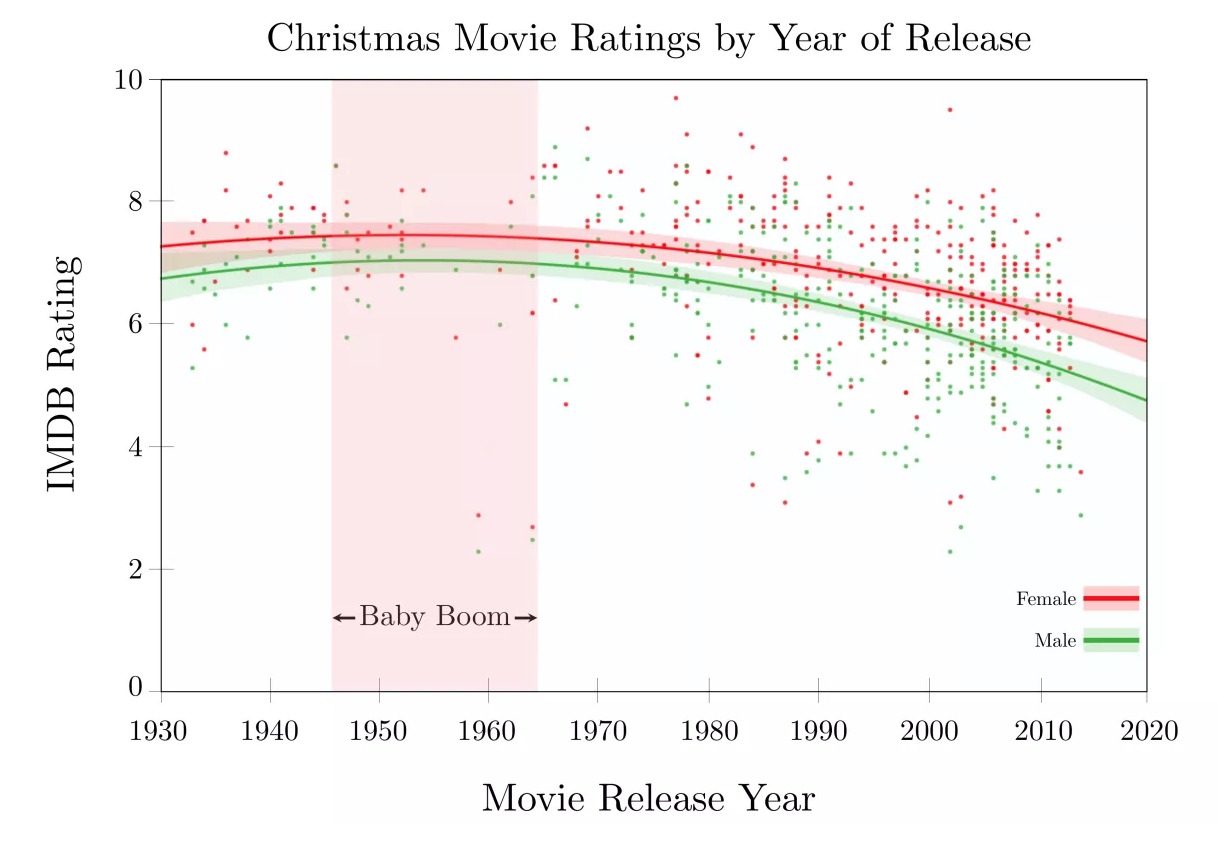 Christmas Movie Ratings by Year of Release
10
8
6
4
2
0
IMDB Rating
Baby Boom
Female
Male
1930 1940 1950 1960 1970 1980 1990 2000 2010 2020
Movie Release Year